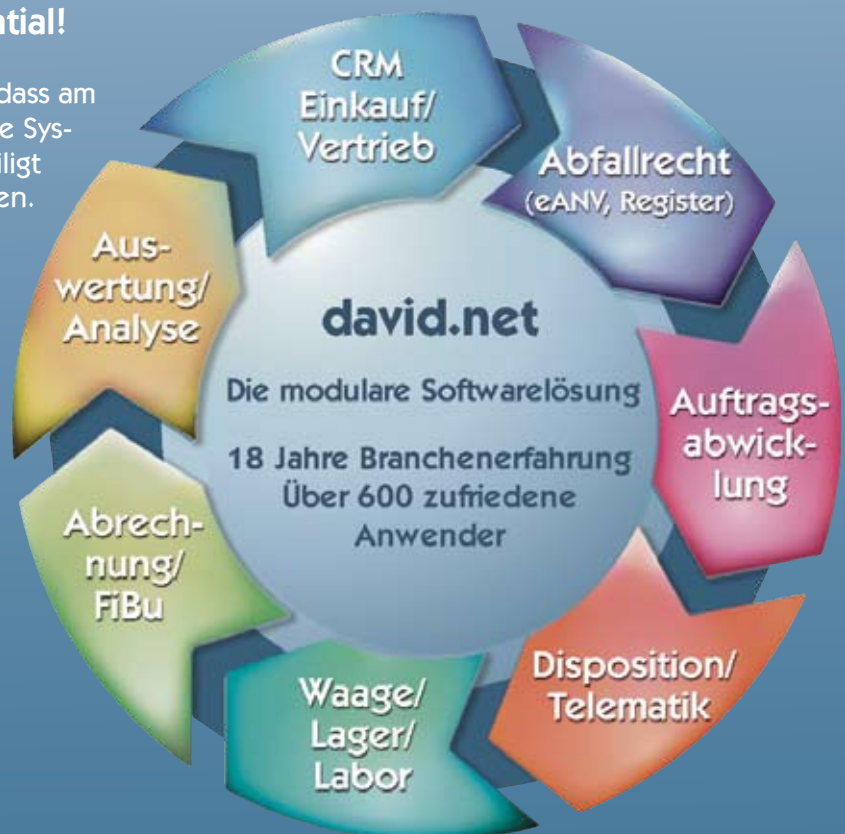 ntial!
dass am
e Sys-
iligt
en.
CRM
Einkauf/
Vertrieb
Abfallrecht
(eANV, Register)
Auftrags-
abwick-
lung
Disposition/
Telematik
Waage/
Lager/
Labor
Abrech-
nung/
FiBu
Aus-
wertung/
Analyse
david.net
Die modulare Softwarelösung
18 Jahre Branchenerfahrung
Über 600 zufriedene
Anwender